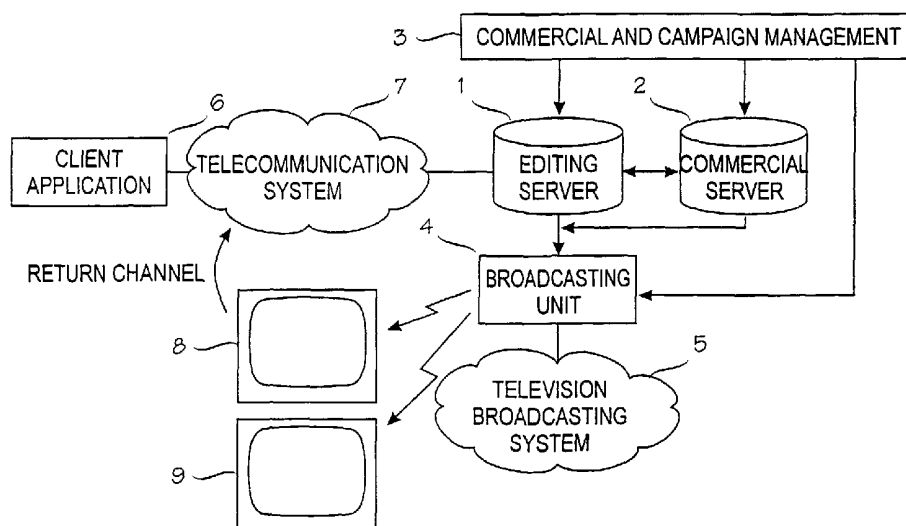 3 COMMERCIAL AND CAMPAIGN MANAGEMENT
6
7
1
2
CLIENT
APPLICATION
TELECOMMUNICATION
SYSTEM
EDITING
SERVER
COMMERCIAL
SERVER
4
RETURN CHANNEL
BROADCASTING
UNIT
8
5
TELEVISION
BROADCASTING
SYSTEM
9